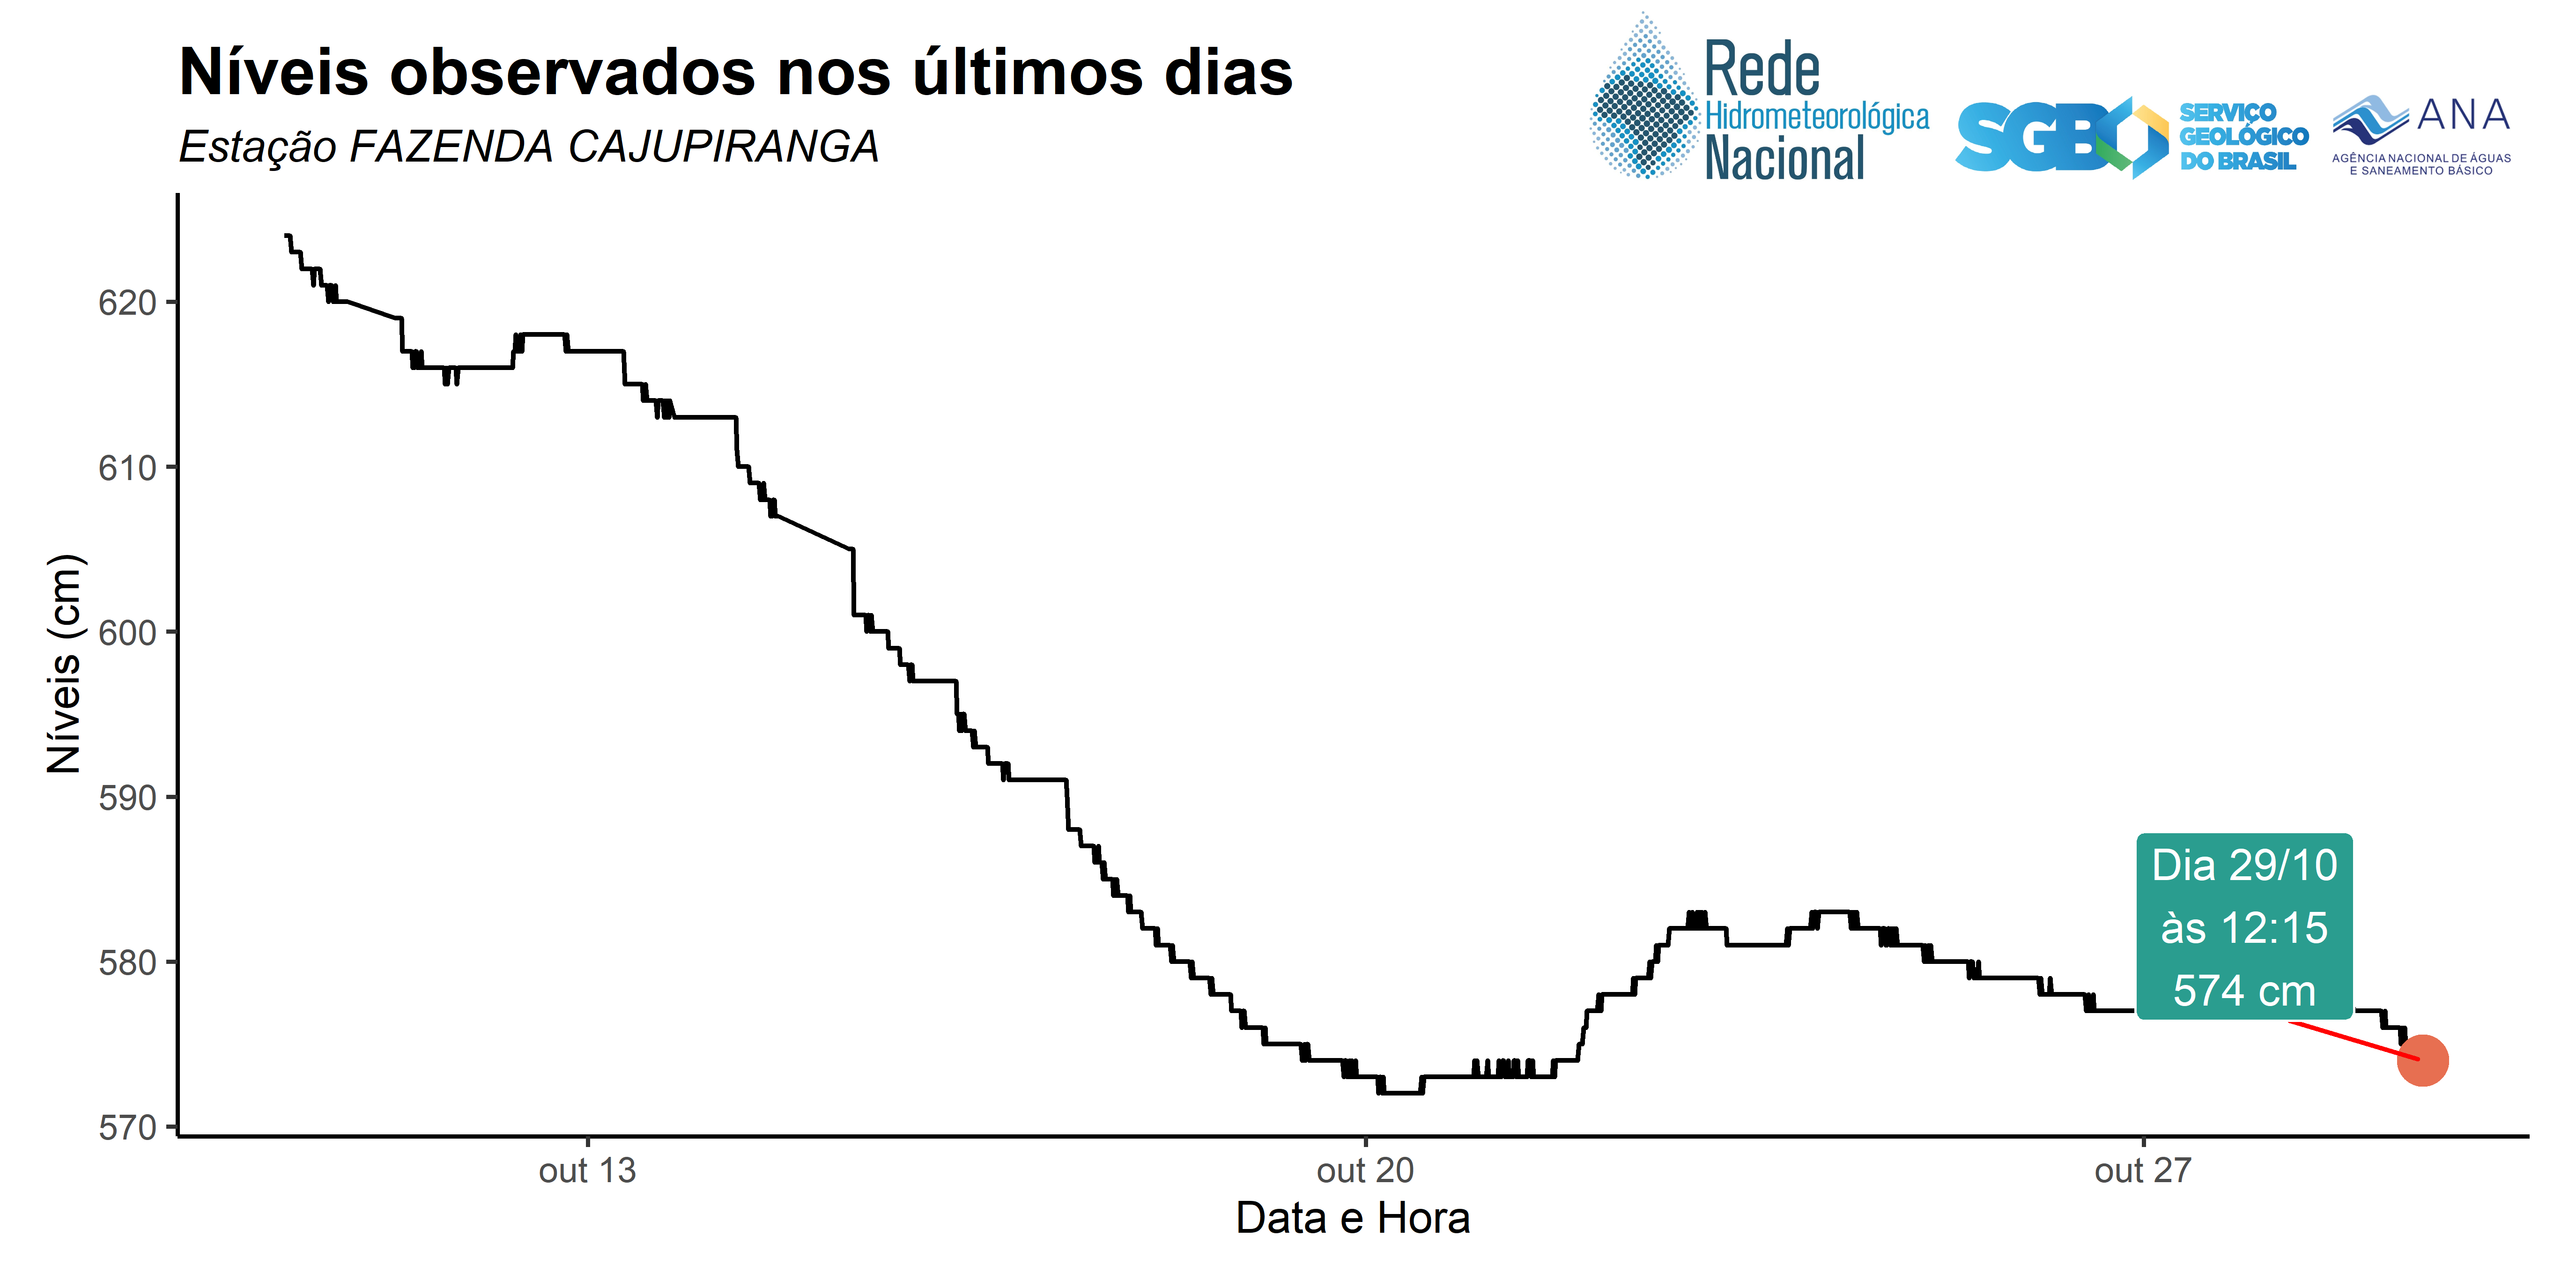 Níveis observados nos últimos dias
Estação FAZENDA CAJUPIRANGA
Rede
Hidrometeorológica
Nacional
SGB
SERVIÇO
GEOLÓGICO
DO BRASIL
ANA
AGÊNCIA NACIONAL DE ÁGUAS
E SANEAMENTO BÁSICO
Níveis (cm)
620
610
600
590
580
570
Dia 29/10
às 12:15
574 cm
out 13
out 20
out 27
Data e Hora